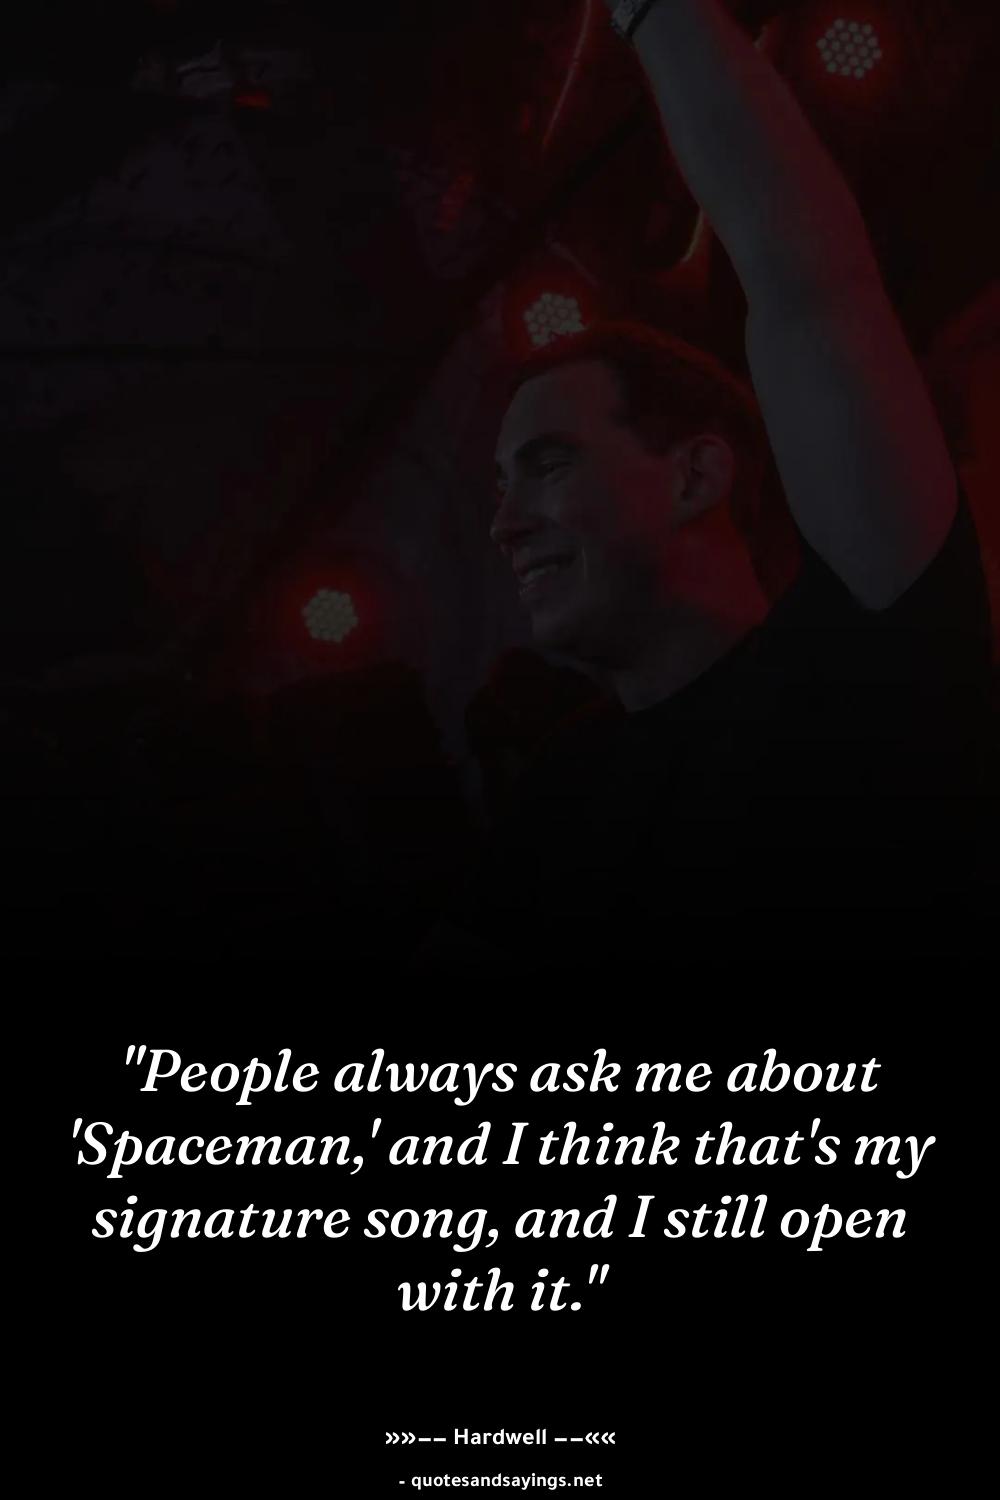 "People always ask me about
'Spaceman,' and I think that's my
signature song, and I still open
with it."
»»–– Hardwell ––««
- quotesandsayings.net